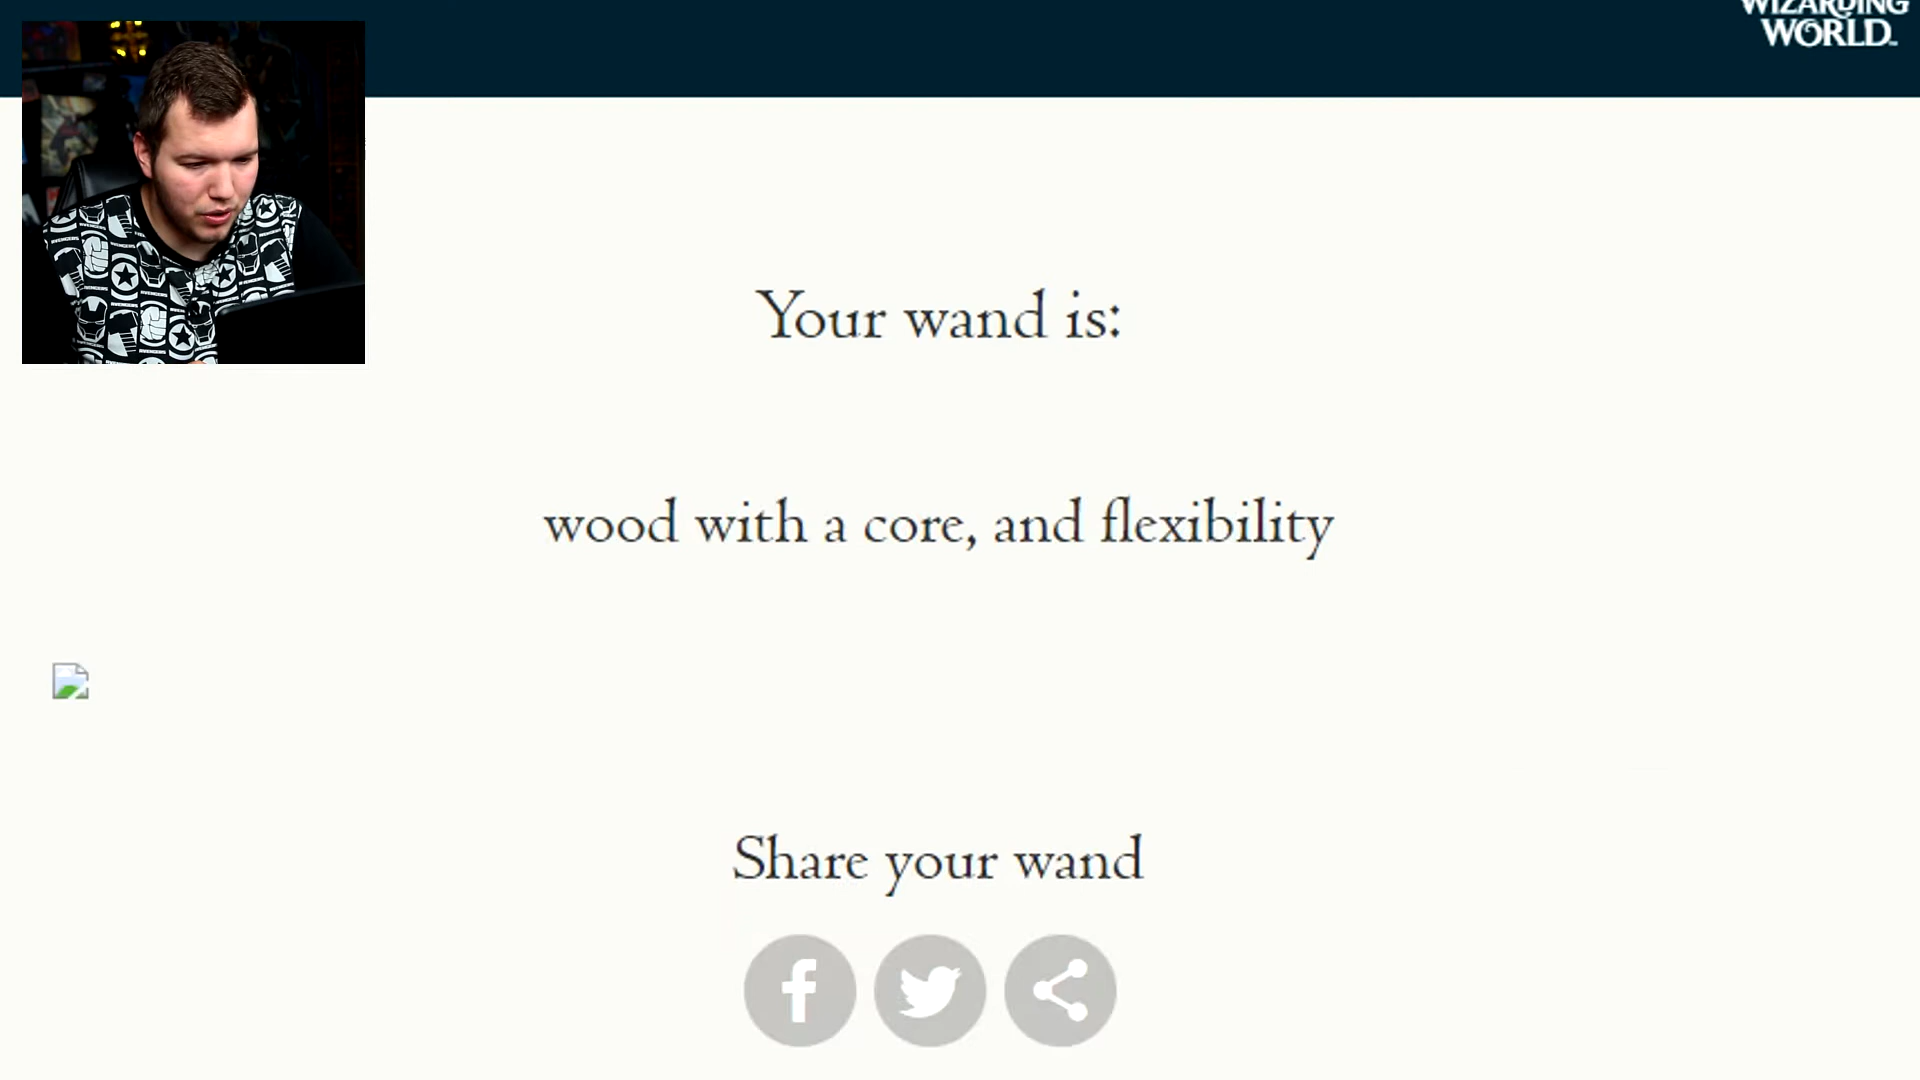 WIZARDING
WORLD
Your wand is:
wood with a core, and flexibility
Share your wand